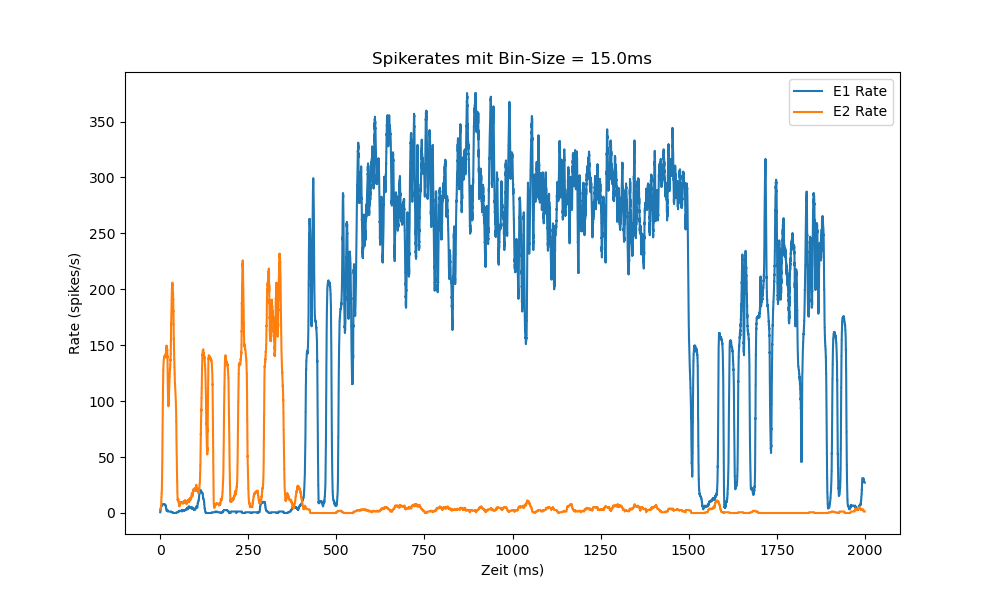 Spikerates mit Bin-Size = 15.0ms
E1 Rate
E2 Rate
350
300
250
200
150
100
50
0
Rate (spikes/s)
0 250 500 750 1000 1250 1500 1750 2000
Zeit (ms)